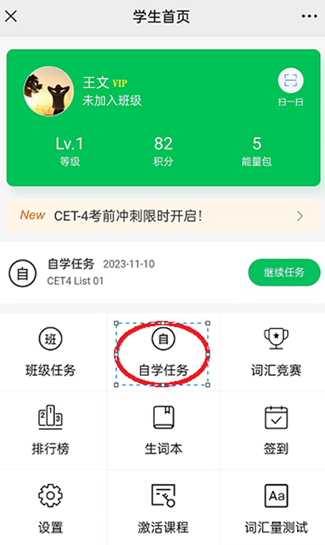 学生首页
王文 VIP
未加入班级
扫一扫
Lv.1 82 5
等级 积分 能量包
New CET-4考前冲刺限时开启!
自 自学任务 2023-11-10
CET4 List 01
继续任务
班 自
班级任务 自学任务 词汇竞赛
2 1 3
排行榜 生词本 签到
Aa
设置 激活课程 词汇量测试